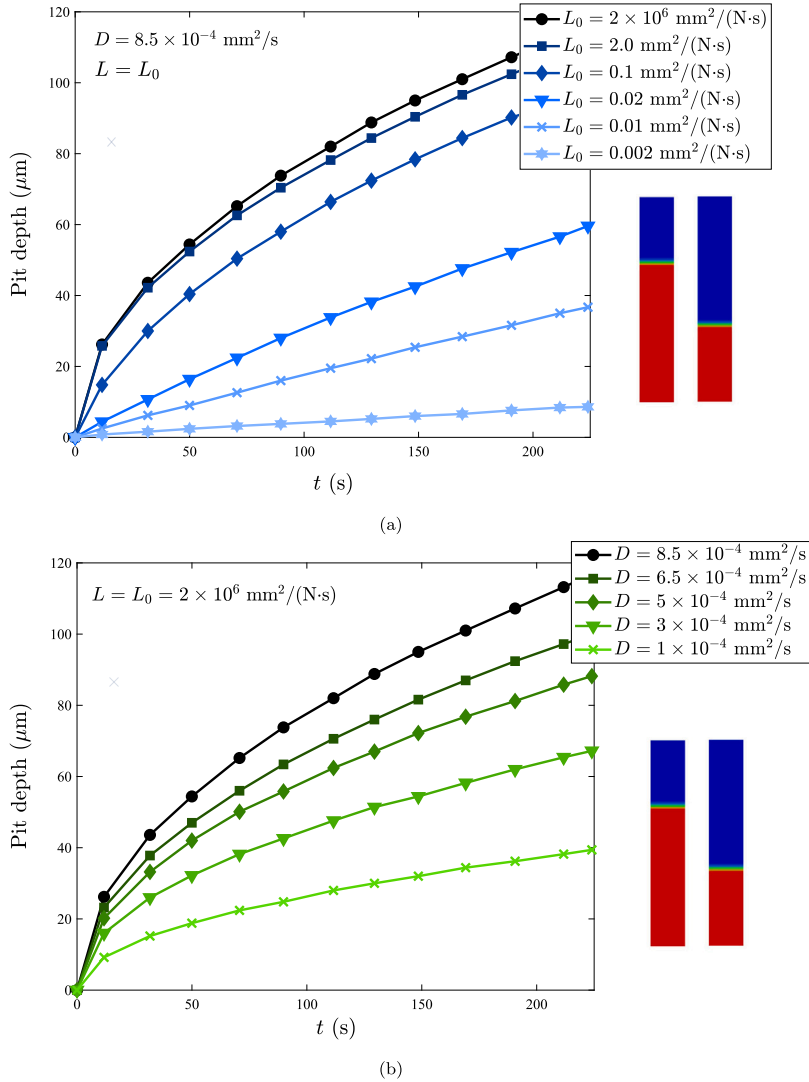 120
100
80
60
40
20
0
Pit depth (μm)
D = 8.5 × 10⁻⁴ mm²/s
L = L₀
L₀ = 2 × 10⁶ mm²/(N·s)
L₀ = 2.0 mm²/(N·s)
L₀ = 0.1 mm²/(N·s)
L₀ = 0.02 mm²/(N·s)
L₀ = 0.01 mm²/(N·s)
L₀ = 0.002 mm²/(N·s)
0 50 100 150 200
t (s)
(a)
120
100
80
60
40
20
0
Pit depth (μm)
L = L₀ = 2 × 10⁶ mm²/(N·s)
D = 8.5 × 10⁻⁴ mm²/s
D = 6.5 × 10⁻⁴ mm²/s
D = 5 × 10⁻⁴ mm²/s
D = 3 × 10⁻⁴ mm²/s
D = 1 × 10⁻⁴ mm²/s
0 50 100 150 200
t (s)
(b)